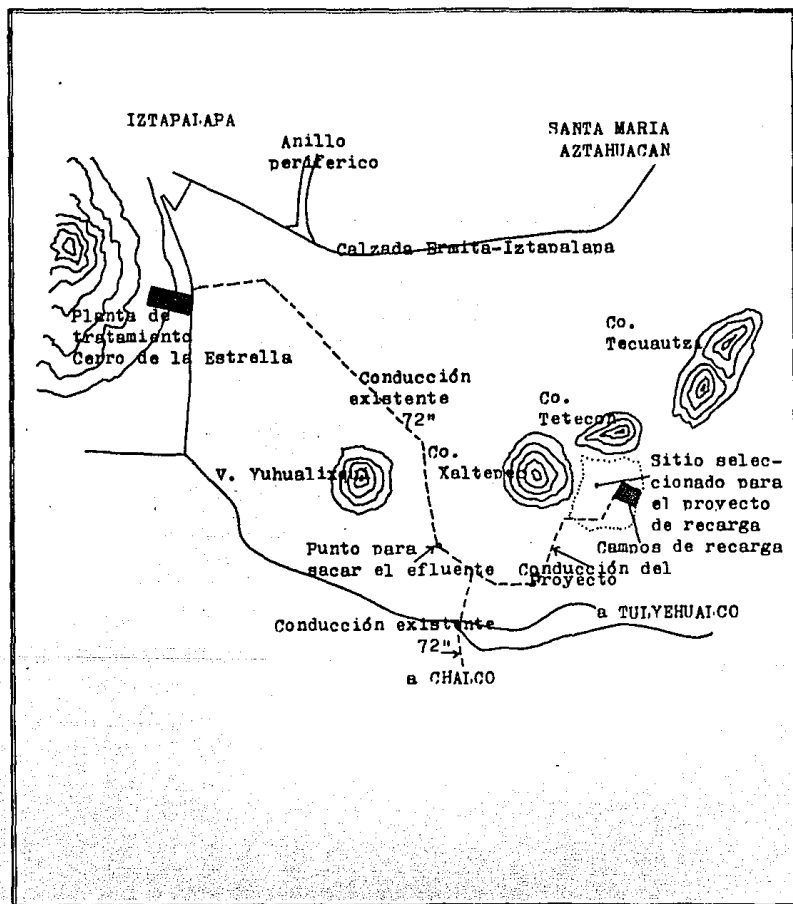 IZTAPALAPA
Anillo
periferico
SANTA MARIA
AZTAHUACAN
Calzada Ermita-Iztapalapa
Planta de
tratamiento
Cerro de la Estrella
Co.
Tecuautzi
Conducción
existente
72"
Co.
Tetecon
Co.
Xaltepec
V. Yuhualixqui
Sitio selec-
cionado para
el proyecto
de recarga
Campos de recarga
Punto para
sacar el efluente
Conducción del
Proyecto
a TULYEHUALCO
Conducción existente
72"
a CHALCO